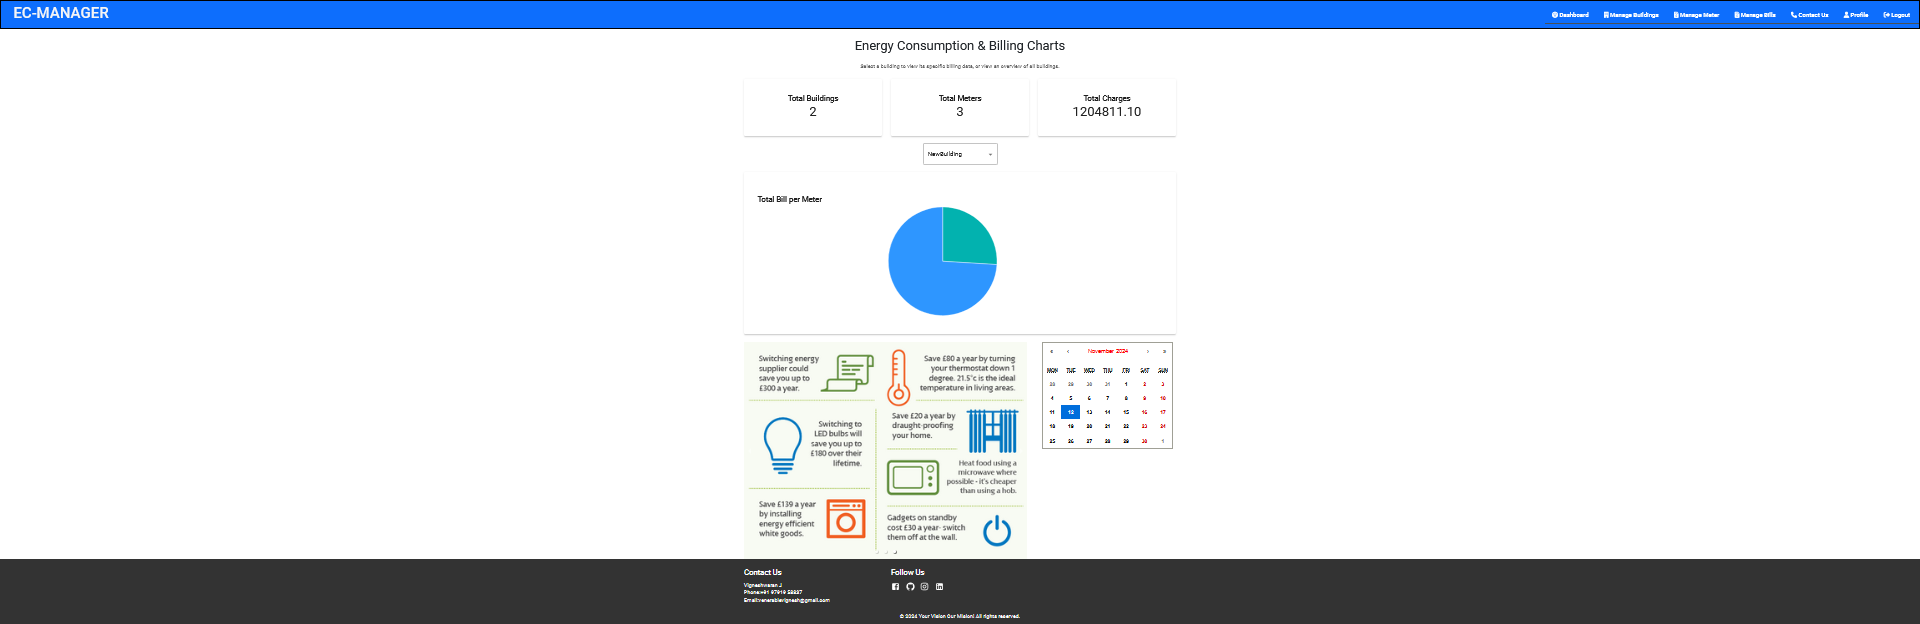 EC-MANAGER
Dashboard Manage Buildings Manage Meter Manage Bills Contact Us Profile Logout
Energy Consumption & Billing Charts
Select a building to view its specific billing data, or view an overview of all buildings.
Total Buildings
2
Total Meters
3
Total Charges
1204811.10
NewBuilding
Total Bill per Meter
Switching energy
supplier could
save you up to
£300 a year.
Save £80 a year by turning
your thermostat down 1
degree. 21.5°c is the ideal
temperature in living areas.
Switching to
LED bulbs will
save you up to
£180 over their
lifetime.
Save £20 a year by
draught-proofing
your home.
Heat food using a
microwave where
possible - it's cheaper
than using a hob.
Save £139 a year
by installing
energy efficient
white goods.
Gadgets on standby
cost £30 a year- switch
them off at the wall.
« ‹ November 2024 › »
MON TUE WED THU FRI SAT SUN
28 29 30 31 1 2 3
4 5 6 7 8 9 10
11 12 13 14 15 16 17
18 19 20 21 22 23 24
25 26 27 28 29 30 1
Contact Us
Vigneshwaran J
Phone:+91 97919 58837
Email:venerablevignesh@gmail.com
Follow Us
© 2024 Your Vision Our Mision! All rights reserved.